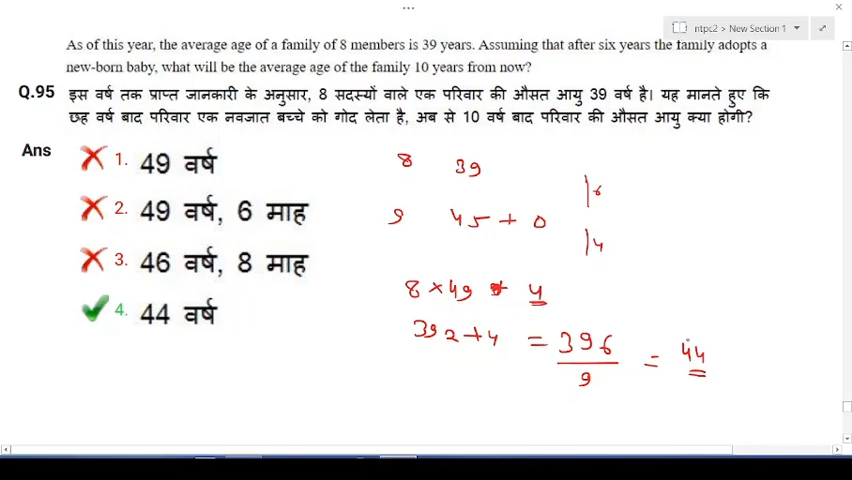 ntpc2 > New Section 1
As of this year, the average age of a family of 8 members is 39 years. Assuming that after six years the family adopts a
new-born baby, what will be the average age of the family 10 years from now?
Q.95 इस वर्ष तक प्राप्त जानकारी के अनुसार, 8 सदस्यों वाले एक परिवार की औसत आयु 39 वर्ष है। यह मानते हुए कि
छह वर्ष बाद परिवार एक नवजात बच्चे को गोद लेता है, अब से 10 वर्ष बाद परिवार की औसत आयु क्या होगी?
Ans
1. 49 वर्ष
2. 49 वर्ष, 6 माह
3. 46 वर्ष, 8 माह
4. 44 वर्ष
8 39
6
9 45 + 0
4
8 × 49 + 4
392 + 4 = 396 / 9 = 44